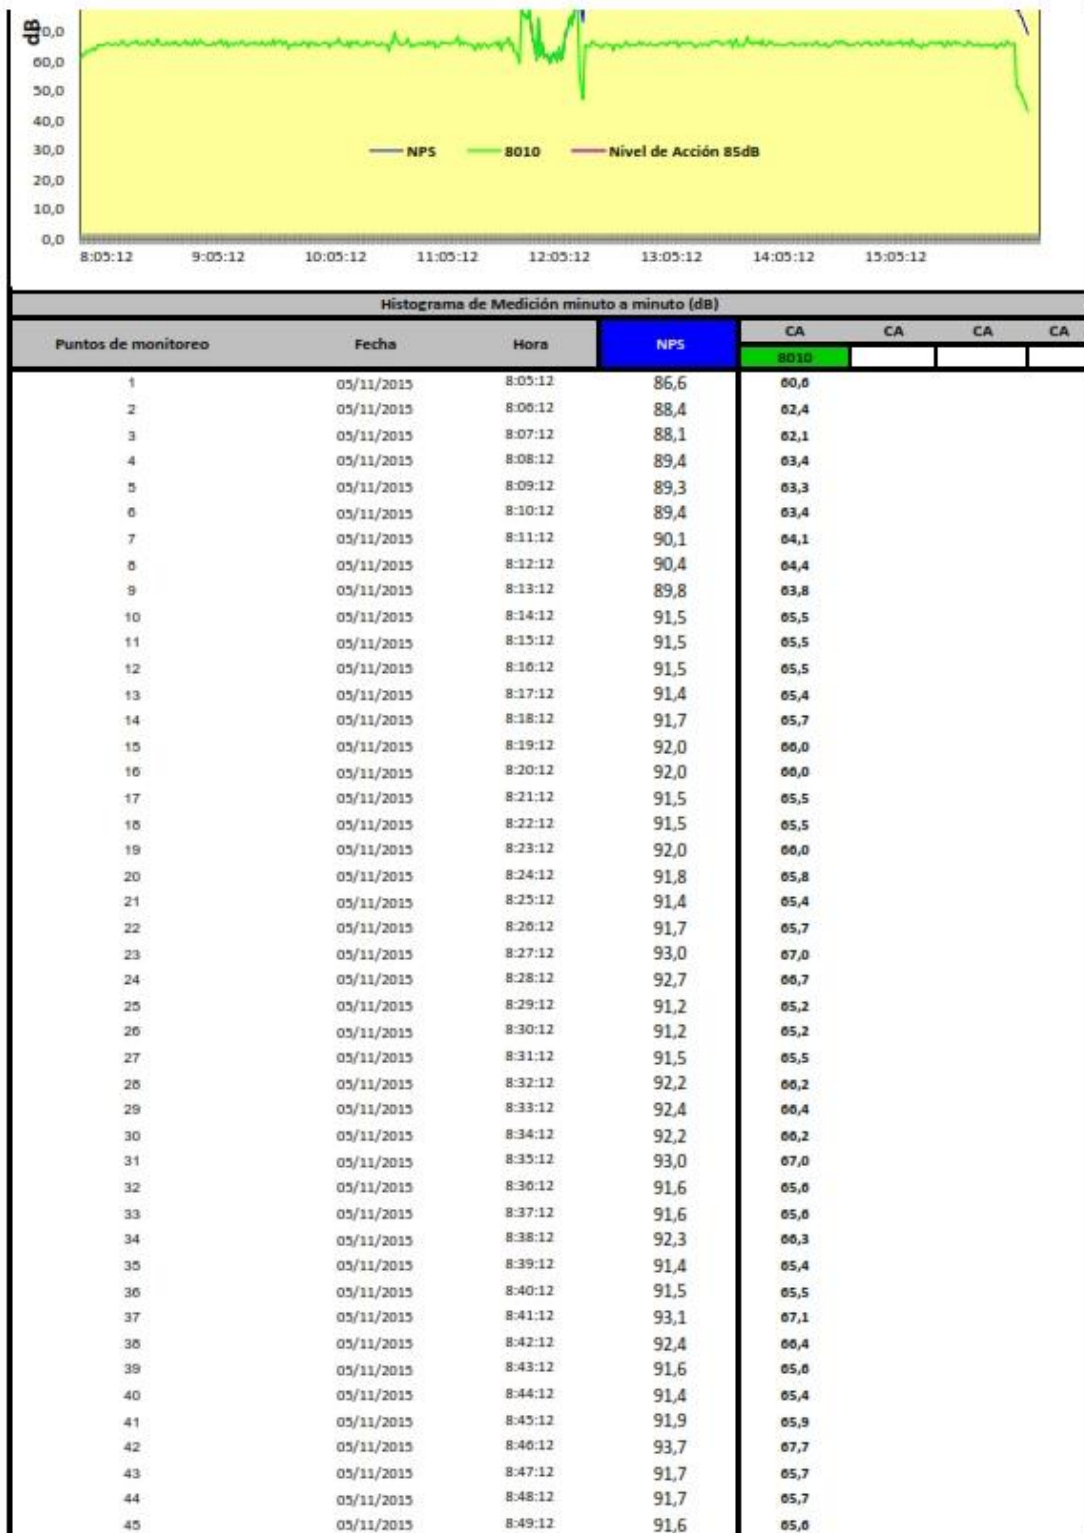 dB
70,0
60,0
50,0
40,0
30,0
20,0
10,0
0,0
NPS 8010 Nivel de Acción 85dB
8:05:12 9:05:12 10:05:12 11:05:12 12:05:12 13:05:12 14:05:12 15:05:12
Histograma de Medición minuto a minuto (dB)
Puntos de monitoreo Fecha Hora NPS CA CA CA CA
8010
1 05/11/2015 8:05:12 86,6 60,6
2 05/11/2015 8:06:12 88,4 62,4
3 05/11/2015 8:07:12 88,1 62,1
4 05/11/2015 8:08:12 89,4 63,4
5 05/11/2015 8:09:12 89,3 63,3
6 05/11/2015 8:10:12 89,4 63,4
7 05/11/2015 8:11:12 90,1 64,1
8 05/11/2015 8:12:12 90,4 64,4
9 05/11/2015 8:13:12 89,8 63,8
10 05/11/2015 8:14:12 91,5 65,5
11 05/11/2015 8:15:12 91,5 65,5
12 05/11/2015 8:16:12 91,5 65,5
13 05/11/2015 8:17:12 91,4 65,4
14 05/11/2015 8:18:12 91,7 65,7
15 05/11/2015 8:19:12 92,0 66,0
16 05/11/2015 8:20:12 92,0 66,0
17 05/11/2015 8:21:12 91,5 65,5
18 05/11/2015 8:22:12 91,5 65,5
19 05/11/2015 8:23:12 92,0 66,0
20 05/11/2015 8:24:12 91,8 65,8
21 05/11/2015 8:25:12 91,4 65,4
22 05/11/2015 8:26:12 91,7 65,7
23 05/11/2015 8:27:12 93,0 67,0
24 05/11/2015 8:28:12 92,7 66,7
25 05/11/2015 8:29:12 91,2 65,2
26 05/11/2015 8:30:12 91,2 65,2
27 05/11/2015 8:31:12 91,5 65,5
28 05/11/2015 8:32:12 92,2 66,2
29 05/11/2015 8:33:12 92,4 66,4
30 05/11/2015 8:34:12 92,2 66,2
31 05/11/2015 8:35:12 93,0 67,0
32 05/11/2015 8:36:12 91,6 65,6
33 05/11/2015 8:37:12 91,6 65,6
34 05/11/2015 8:38:12 92,3 66,3
35 05/11/2015 8:39:12 91,4 65,4
36 05/11/2015 8:40:12 91,5 65,5
37 05/11/2015 8:41:12 93,1 67,1
38 05/11/2015 8:42:12 92,4 66,4
39 05/11/2015 8:43:12 91,6 65,6
40 05/11/2015 8:44:12 91,4 65,4
41 05/11/2015 8:45:12 91,9 65,9
42 05/11/2015 8:46:12 93,7 67,7
43 05/11/2015 8:47:12 91,7 65,7
44 05/11/2015 8:48:12 91,7 65,7
45 05/11/2015 8:49:12 91,6 65,6